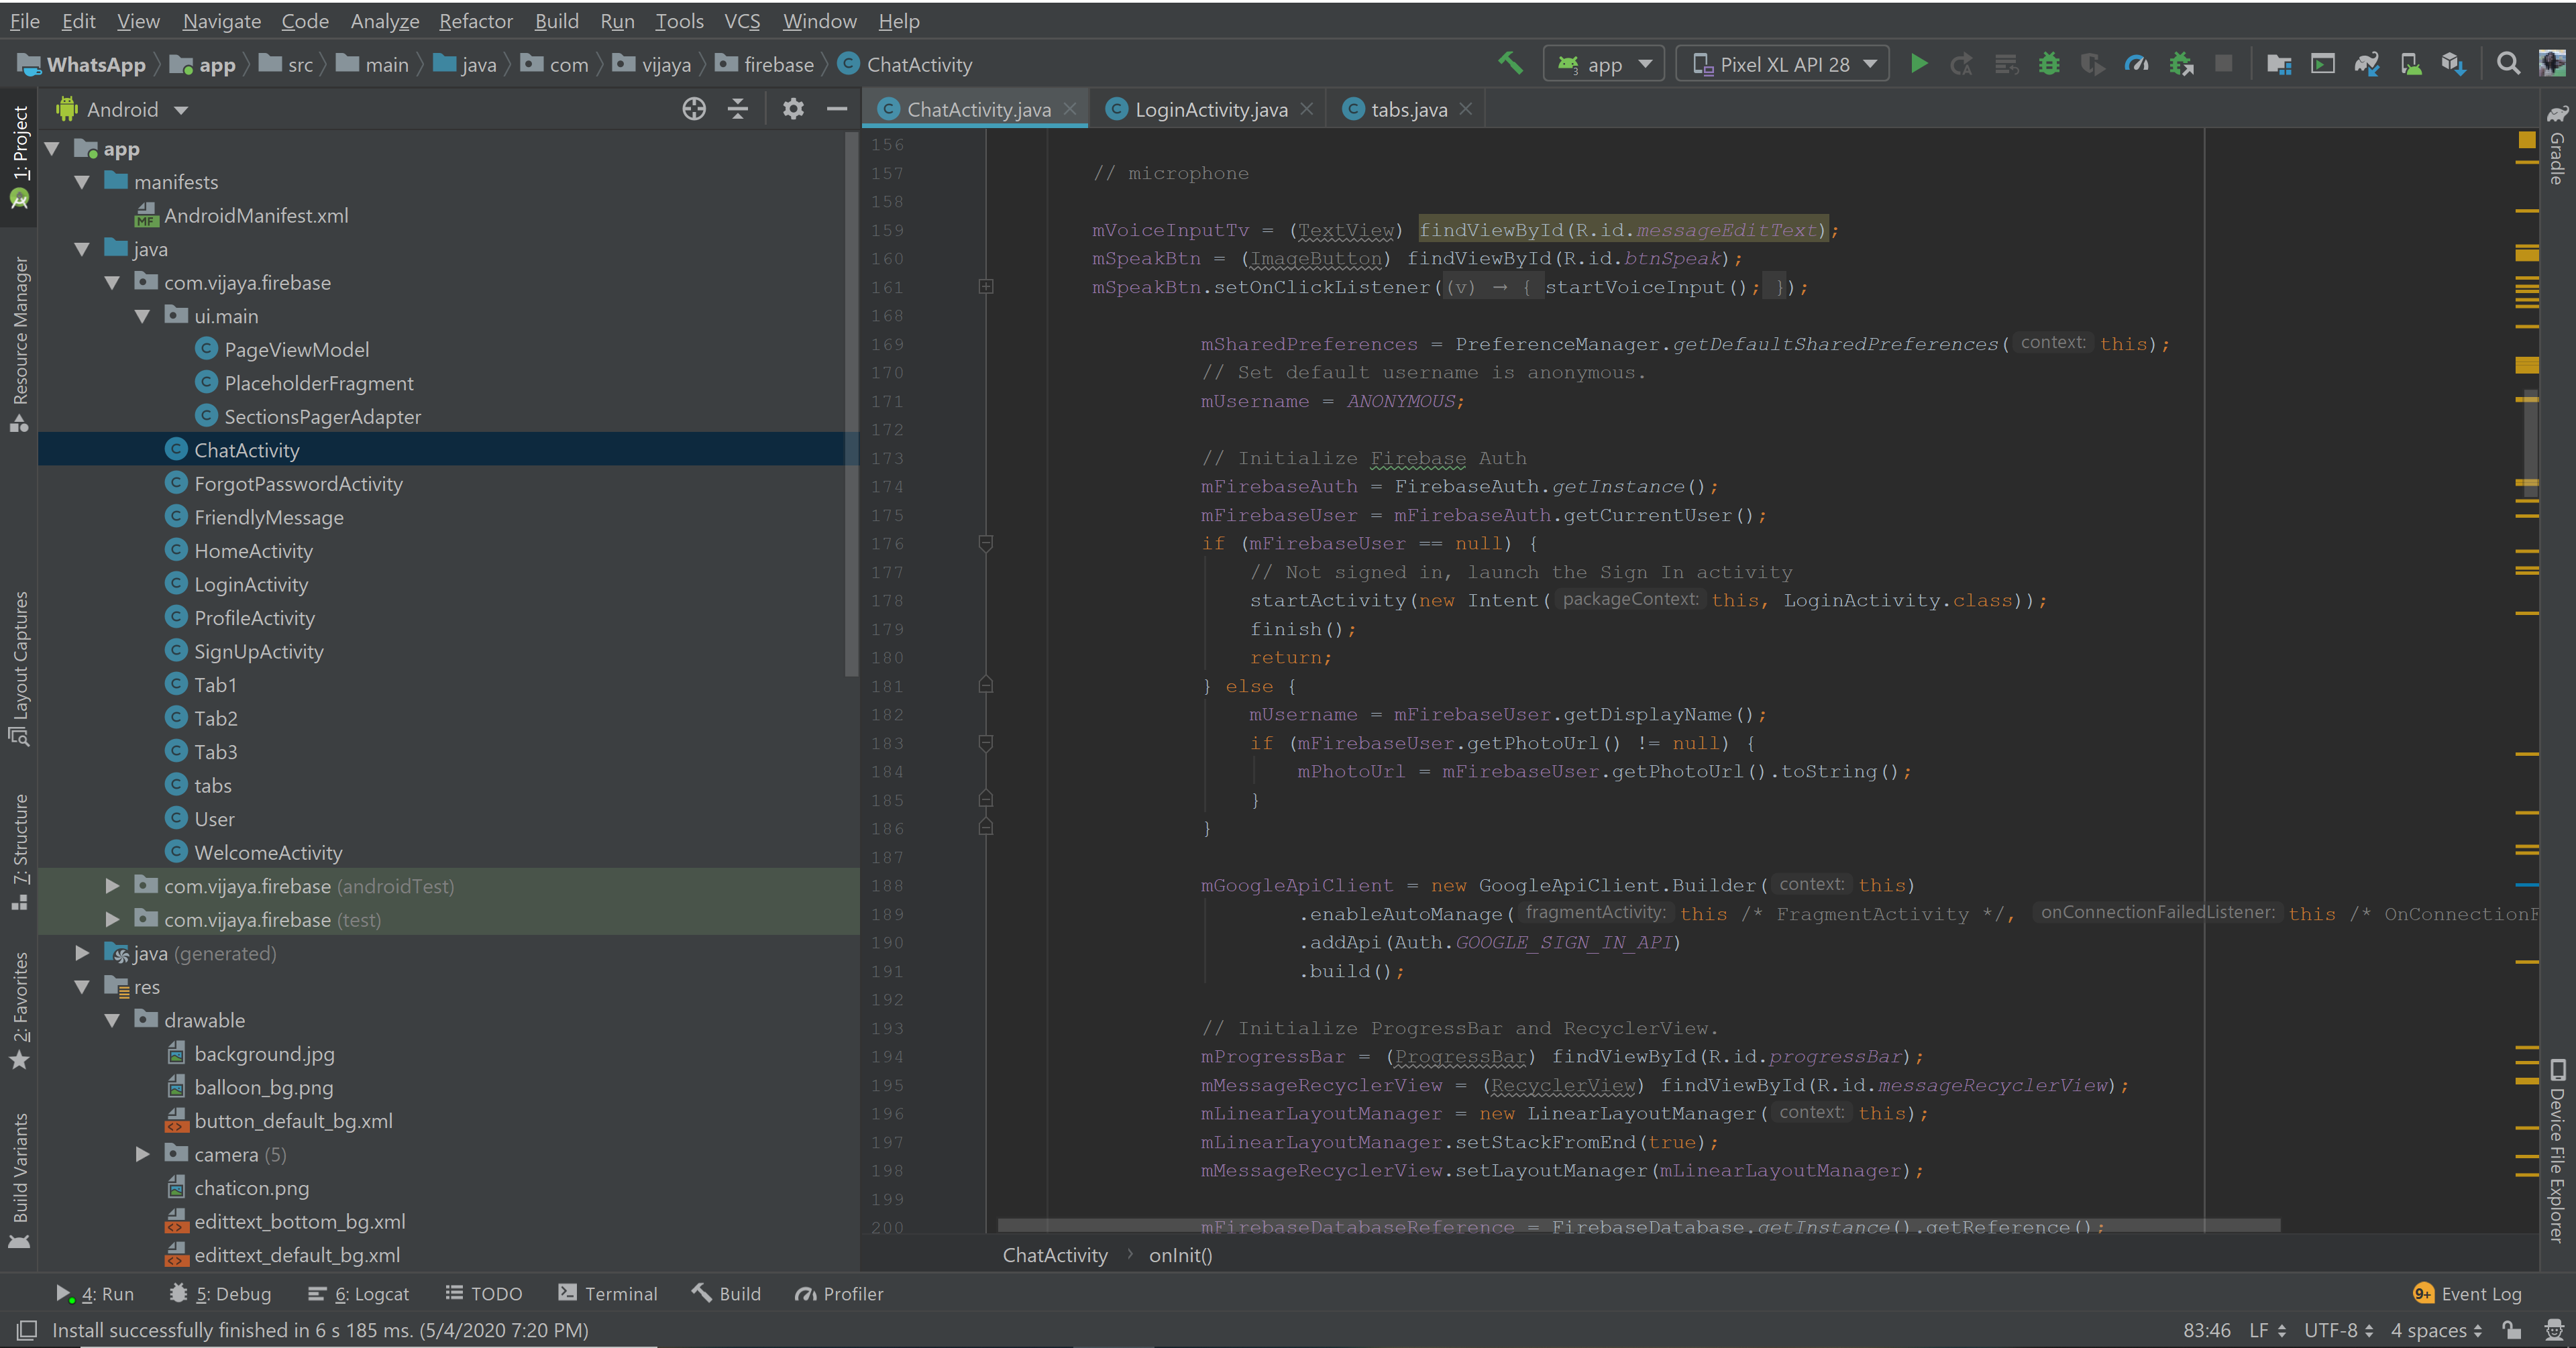 File Edit View Navigate Code Analyze Refactor Build Run Tools VCS Window Help
WhatsApp app src main java com vijaya firebase ChatActivity app Pixel XL API 28
1: Project
Resource Manager
Layout Captures
7: Structure
2: Favorites
Build Variants
Android
app
manifests
AndroidManifest.xml
java
com.vijaya.firebase
ui.main
PageViewModel
PlaceholderFragment
SectionsPagerAdapter
ChatActivity
ForgotPasswordActivity
FriendlyMessage
HomeActivity
LoginActivity
ProfileActivity
SignUpActivity
Tab1
Tab2
Tab3
tabs
User
WelcomeActivity
com.vijaya.firebase (androidTest)
com.vijaya.firebase (test)
java (generated)
res
drawable
background.jpg
balloon_bg.png
button_default_bg.xml
camera (5)
chaticon.png
edittext_bottom_bg.xml
edittext_default_bg.xml
ChatActivity.java LoginActivity.java tabs.java
156
157 // microphone
158
159 mVoiceInputTv = (TextView) findViewById(R.id.messageEditText);
160 mSpeakBtn = (ImageButton) findViewById(R.id.btnSpeak);
161 mSpeakBtn.setOnClickListener((v) → { startVoiceInput(); });
168
169 mSharedPreferences = PreferenceManager.getDefaultSharedPreferences( context: this);
170 // Set default username is anonymous.
171 mUsername = ANONYMOUS;
172
173 // Initialize Firebase Auth
174 mFirebaseAuth = FirebaseAuth.getInstance();
175 mFirebaseUser = mFirebaseAuth.getCurrentUser();
176 if (mFirebaseUser == null) {
177 // Not signed in, launch the Sign In activity
178 startActivity(new Intent( packageContext: this, LoginActivity.class));
179 finish();
180 return;
181 } else {
182 mUsername = mFirebaseUser.getDisplayName();
183 if (mFirebaseUser.getPhotoUrl() != null) {
184 mPhotoUrl = mFirebaseUser.getPhotoUrl().toString();
185 }
186 }
187
188 mGoogleApiClient = new GoogleApiClient.Builder( context: this)
189 .enableAutoManage( fragmentActivity: this /* FragmentActivity */, onConnectionFailedListener: this /* OnConnectionF
190 .addApi(Auth.GOOGLE_SIGN_IN_API)
191 .build();
192
193 // Initialize ProgressBar and RecyclerView.
194 mProgressBar = (ProgressBar) findViewById(R.id.progressBar);
195 mMessageRecyclerView = (RecyclerView) findViewById(R.id.messageRecyclerView);
196 mLinearLayoutManager = new LinearLayoutManager( context: this);
197 mLinearLayoutManager.setStackFromEnd(true);
198 mMessageRecyclerView.setLayoutManager(mLinearLayoutManager);
199
200 mFirebaseDatabaseReference = FirebaseDatabase.getInstance().getReference();
ChatActivity onInit()
Gradle
Device File Explorer
4: Run 5: Debug 6: Logcat TODO Terminal Build Profiler 9+ Event Log
Install successfully finished in 6 s 185 ms. (5/4/2020 7:20 PM) 83:46 LF UTF-8 4 spaces